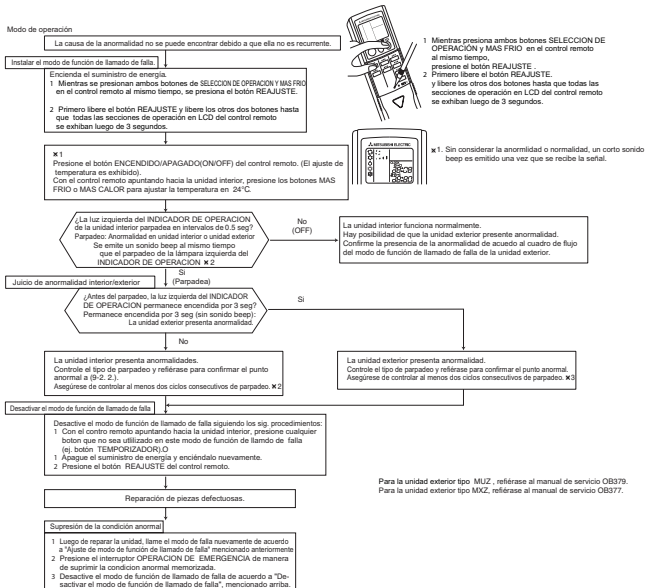 Modo de operación
La causa de la anormalidad no se puede encontrar debido a que ella no es recurrente.
Instalar el modo de función de llamado de falla.
Encienda el suministro de energía.
1 Mientras se presionan ambos botones de SELECCION DE OPERACION Y MAS FRIO
en el control remoto al mismo tiempo, se presiona el botón REAJUSTE.
2 Primero libere el botón REAJUSTE y libere los otros dos botones hasta
que todas las secciones de operación en LCD del control remoto
se exhiban luego de 3 segundos.
1 Mientras presiona ambos botones SELECCION DE
OPERACIÓN y MAS FRIO en el control remoto
al mismo tiempo,
presione el botón REAJUSTE .
2 Primero libere el botón REAJUSTE.
y libere los otros dos botones hasta que todas las
secciones de operación en LCD del control remoto
se exhiban luego de 3 segundos.
MITSUBISHI ELECTRIC
×1. Sin considerar la anormlidad o normalidad, un corto sonido
beep es emitido una vez que se recibe la señal.
×1
Presione el botón ENCENDIDO/APAGADO(ON/OFF) del control remoto. (El ajuste de
temperatura es exhibido).
Con el control remoto apuntando hacia la unidad interior, presione los botones MAS
FRIO o MAS CALOR para ajustar la temperatura en 24°C.
¿La luz izquierda del INDICADOR DE OPERACION
de la unidad interior parpadea en intervalos de 0.5 seg?
Parpadeo: Anormalidad en unidad interior o unidad exterior
Se emite un sonido beep al mismo tiempo
que el parpadeo de la lámpara izquierda del
INDICADOR DE OPERACION ×2
No
(OFF)
La unidad interior funciona normalmente.
Hay posibilidad de que la unidad exterior presente anormalidad.
Confirme la presencia de la anormalidad de acuedo al cuadro de flujo
del modo de función de llamado de falla de la unidad exterior.
Si
(Parpadea)
Juicio de anormalidad interior/exterior
¿Antes del parpadeo, la luz izquierda del INDICADOR
DE OPERACION permanece encendida por 3 seg?
Permanece encendida por 3 seg (sin sonido beep):
La unidad exterior presenta anormalidad.
Si
No
La unidad interior presenta anormalidades.
Controle el tipo de parpadeo y refiérase para confirmar el punto
anormal a (9-2. 2.).
Asegúrese de controlar al menos dos ciclos consecutivos de parpadeo. ×2
La unidad exterior presenta anormalidad.
Controle el tipo de parpadeo y refiérase para confirmar el punto anormal.
Asegúrese de controlar al menos dos ciclos consecutivos de parpadeo. ×3
Desactivar el modo de función de llamado de falla
Desactive el modo de función de llamado de falla siguiendo los sig. procedimientos:
1 Con el contro remoto apuntando hacia la unidad interior, presione cualquier
boton que no sea utllizado en este modo de función de llamdo de falla
(ej. botón TEMPORIZADOR).O
1 Apague el suministro de energía y enciéndalo nuevamente.
2 Presione el botón REAJUSTE del control remoto.
Para la unidad exterior tipo MUZ , refiérase al manual de servicio OB379.
Para la unidad exterior tipo MXZ, refiérase al manual de servicio OB377.
Reparación de piezas defectuosas.
Supresión de la condición anormal
1 Luego de reparar la unidad, llame el modo de falla nuevamente de acuerdo
a "Ajuste de modo de función de llamado de falla" mencionado anteriormente
2 Presione el interruptor OPERACION DE EMERGENCIA de manera
de suprimir la condicion anormal memorizada.
3 Desactive el modo de función de llamado de falla de acuerdo a "De-
sactivar el modo de función de llamado de falla", mencionado arriba.